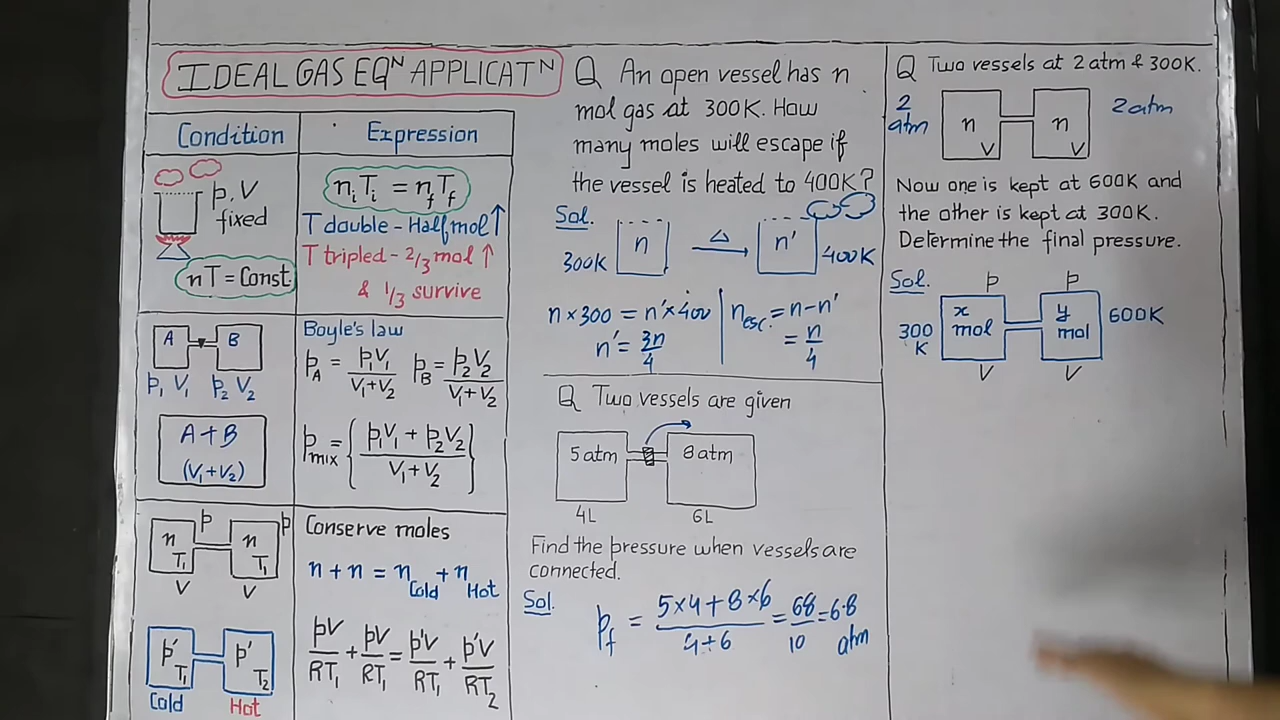 IDEAL GAS EQᴺ APPLICATᴺ
Condition
Expression
p, V
fixed
nT = Const.
nᵢTᵢ = n_fT_f
T double - Half mol ↑
T tripled - 2/3 mol ↑
& 1/3 survive
A B
p₁ V₁ p₂ V₂
A+B
(V₁+V₂)
Boyle's law
p_A = p₁V₁/(V₁+V₂) p_B = p₂V₂/(V₁+V₂)
p_mix = {(p₁V₁ + p₂V₂)/(V₁+V₂)}
p p
n n
T₁ T₁
V V
p' p'
T₁ T₂
Cold Hot
Conserve moles
n + n = n_Cold + n_Hot
pV/RT₁ + pV/RT₁ = p'V/RT₁ + p'V/RT₂
Q An open vessel has n
mol gas at 300K. How
many moles will escape if
the vessel is heated to 400K?
Sol.
n △ n'
300K 400K
n×300 = n'×400
n' = 3n/4
n_esc. = n-n'
= n/4
Q Two vessels are given
5 atm 8 atm
4L 6L
Find the pressure when vessels are
connected.
Sol.
p_f = (5×4+8×6)/(4+6) = 68/10 = 6.8
atm
Q Two vessels at 2 atm & 300K.
2
atm
n n
2 atm
V V
Now one is kept at 600K and
the other is kept at 300K.
Determine the final pressure.
Sol.
p p
300
K
x
mol
y
mol
600K
V V